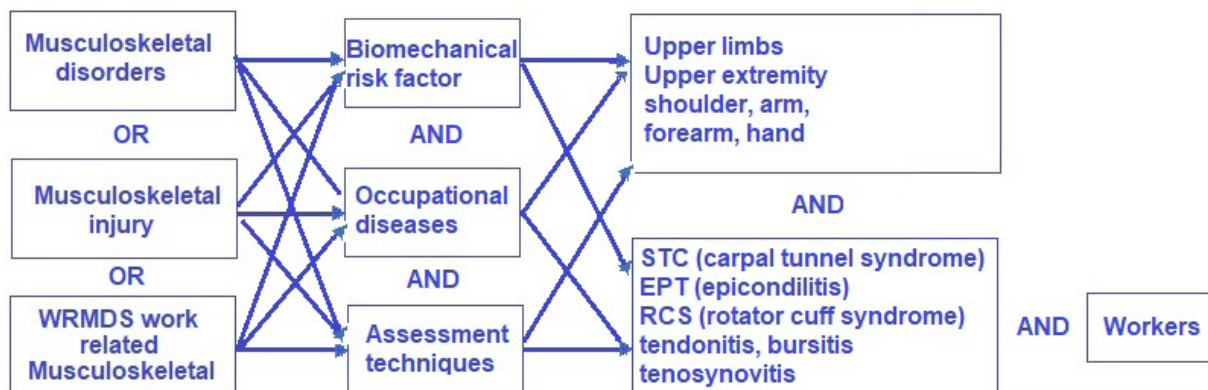 Musculoskeletal
disorders
OR
Musculoskeletal
injury
OR
WRMDS work
related
Musculoskeletal
Biomechanical
risk factor
AND
Occupational
diseases
AND
Assessment
techniques
Upper limbs
Upper extremity
shoulder, arm,
forearm, hand
AND
STC (carpal tunnel syndrome)
EPT (epicondilitis)
RCS (rotator cuff syndrome)
tendonitis, bursitis
tenosynovitis
AND
Workers